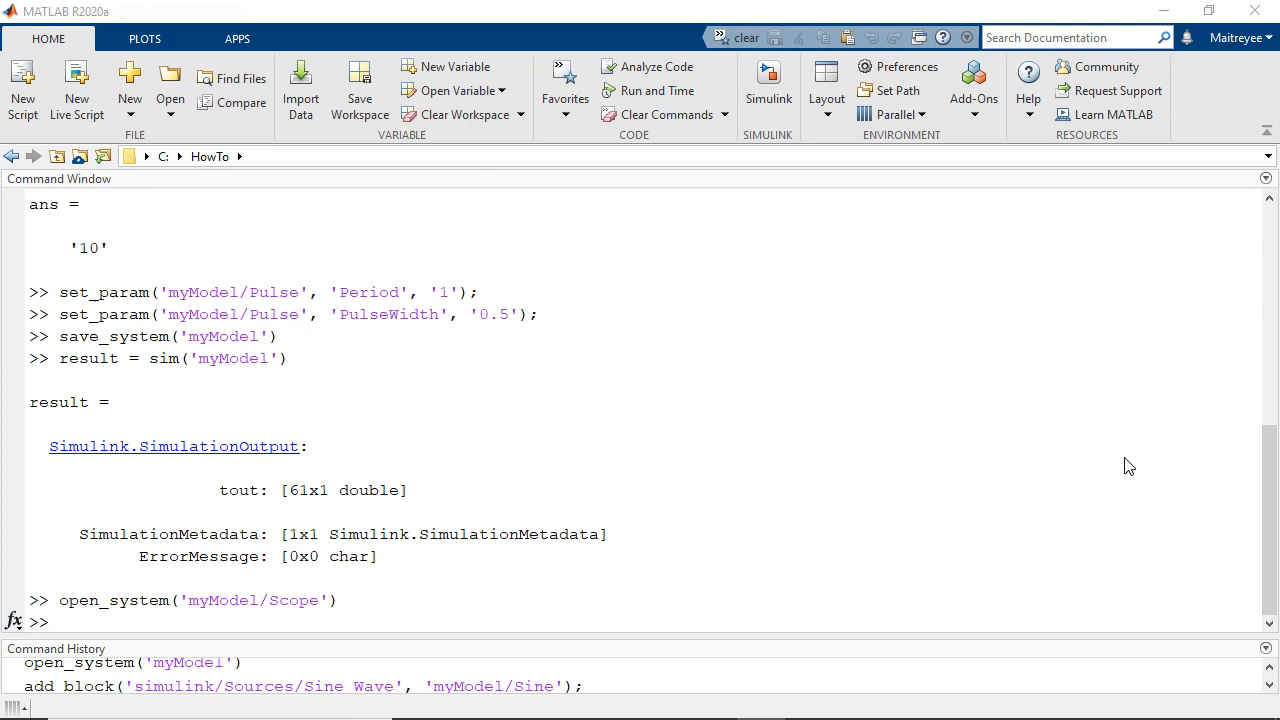 MATLAB R2020a
HOME PLOTS APPS clear Search Documentation Maitreyee
New Script
New Live Script
New
Open
Find Files
Compare
FILE
Import Data
Save Workspace
New Variable
Open Variable
Clear Workspace
VARIABLE
Favorites
Analyze Code
Run and Time
Clear Commands
CODE
Simulink
SIMULINK
Layout
Preferences
Set Path
Parallel
Add-Ons
ENVIRONMENT
Help
Community
Request Support
Learn MATLAB
RESOURCES
C: HowTo
Command Window
ans =
'10'
>> set_param('myModel/Pulse', 'Period', '1');
>> set_param('myModel/Pulse', 'PulseWidth', '0.5');
>> save_system('myModel')
>> result = sim('myModel')
result =
Simulink.SimulationOutput:
tout: [61x1 double]
SimulationMetadata: [1x1 Simulink.SimulationMetadata]
ErrorMessage: [0x0 char]
>> open_system('myModel/Scope')
fx >>
Command History
open_system('myModel')
add_block('simulink/Sources/Sine Wave', 'myModel/Sine');